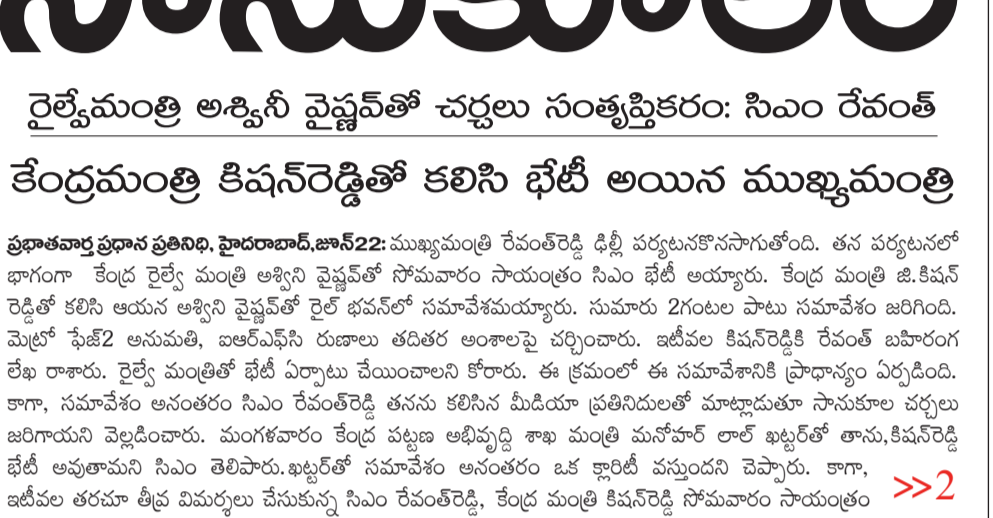 సానుకూలం
రైల్వేమంత్రి అశ్వినీ వైష్ణవ్‌తో చర్చలు సంతృప్తికరం: సిఎం రేవంత్
కేంద్రమంత్రి కిషన్‌రెడ్డితో కలిసి భేటీ అయిన ముఖ్యమంత్రి
ప్రభాతవార్త ప్రధాన ప్రతినిధి, హైదరాబాద్,జూన్22: ముఖ్యమంత్రి రేవంత్‌రెడ్డి ఢిల్లీ పర్యటనకొనసాగుతోంది. తన పర్యటనలో
భాగంగా కేంద్ర రైల్వే మంత్రి అశ్విని వైష్ణవ్‌తో సోమవారం సాయంత్రం సిఎం భేటీ అయ్యారు. కేంద్ర మంత్రి జి.కిషన్
రెడ్డితో కలిసి ఆయన అశ్విని వైష్ణవ్‌తో రైల్ భవన్‌లో సమావేశమయ్యారు. సుమారు 2గంటల పాటు సమావేశం జరిగింది.
మెట్రో ఫేజ్2 అనుమతి, ఐఆర్ఎఫ్‌సి రుణాలు తదితర అంశాలపై చర్చించారు. ఇటీవల కిషన్‌రెడ్డికి రేవంత్ బహిరంగ
లేఖ రాశారు. రైల్వే మంత్రితో భేటీ ఏర్పాటు చేయించాలని కోరారు. ఈ క్రమంలో ఈ సమావేశానికి ప్రాధాన్యం ఏర్పడింది.
కాగా, సమావేశం అనంతరం సిఎం రేవంత్‌రెడ్డి తనను కలిసిన మీడియా ప్రతినిదులతో మాట్లాడుతూ సానుకూల చర్చలు
జరిగాయని వెల్లడించారు. మంగళవారం కేంద్ర పట్టణ అభివృద్ది శాఖ మంత్రి మనోహర్ లాల్ ఖట్టర్‌తో తాను,కిషన్‌రెడ్డి
భేటీ అవుతామని సిఎం తెలిపారు.ఖట్టర్‌తో సమావేశం అనంతరం ఒక క్లారిటీ వస్తుందని చెప్పారు. కాగా,
ఇటీవల తరచూ తీవ్ర విమర్శలు చేసుకున్న సిఎం రేవంత్‌రెడ్డి, కేంద్ర మంత్రి కిషన్‌రెడ్డి సోమవారం సాయంత్రం >>2